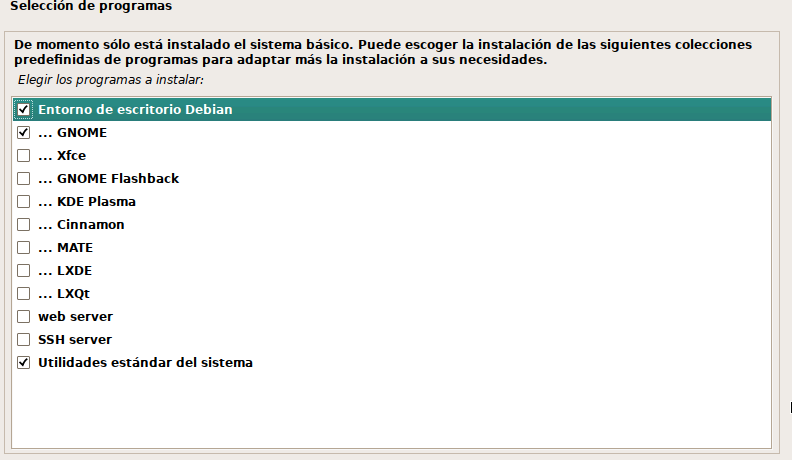 Selección de programas
De momento sólo está instalado el sistema básico. Puede escoger la instalación de las siguientes colecciones
predefinidas de programas para adaptar más la instalación a sus necesidades.
Elegir los programas a instalar:
Entorno de escritorio Debian
... GNOME
... Xfce
... GNOME Flashback
... KDE Plasma
... Cinnamon
... MATE
... LXDE
... LXQt
web server
SSH server
Utilidades estándar del sistema